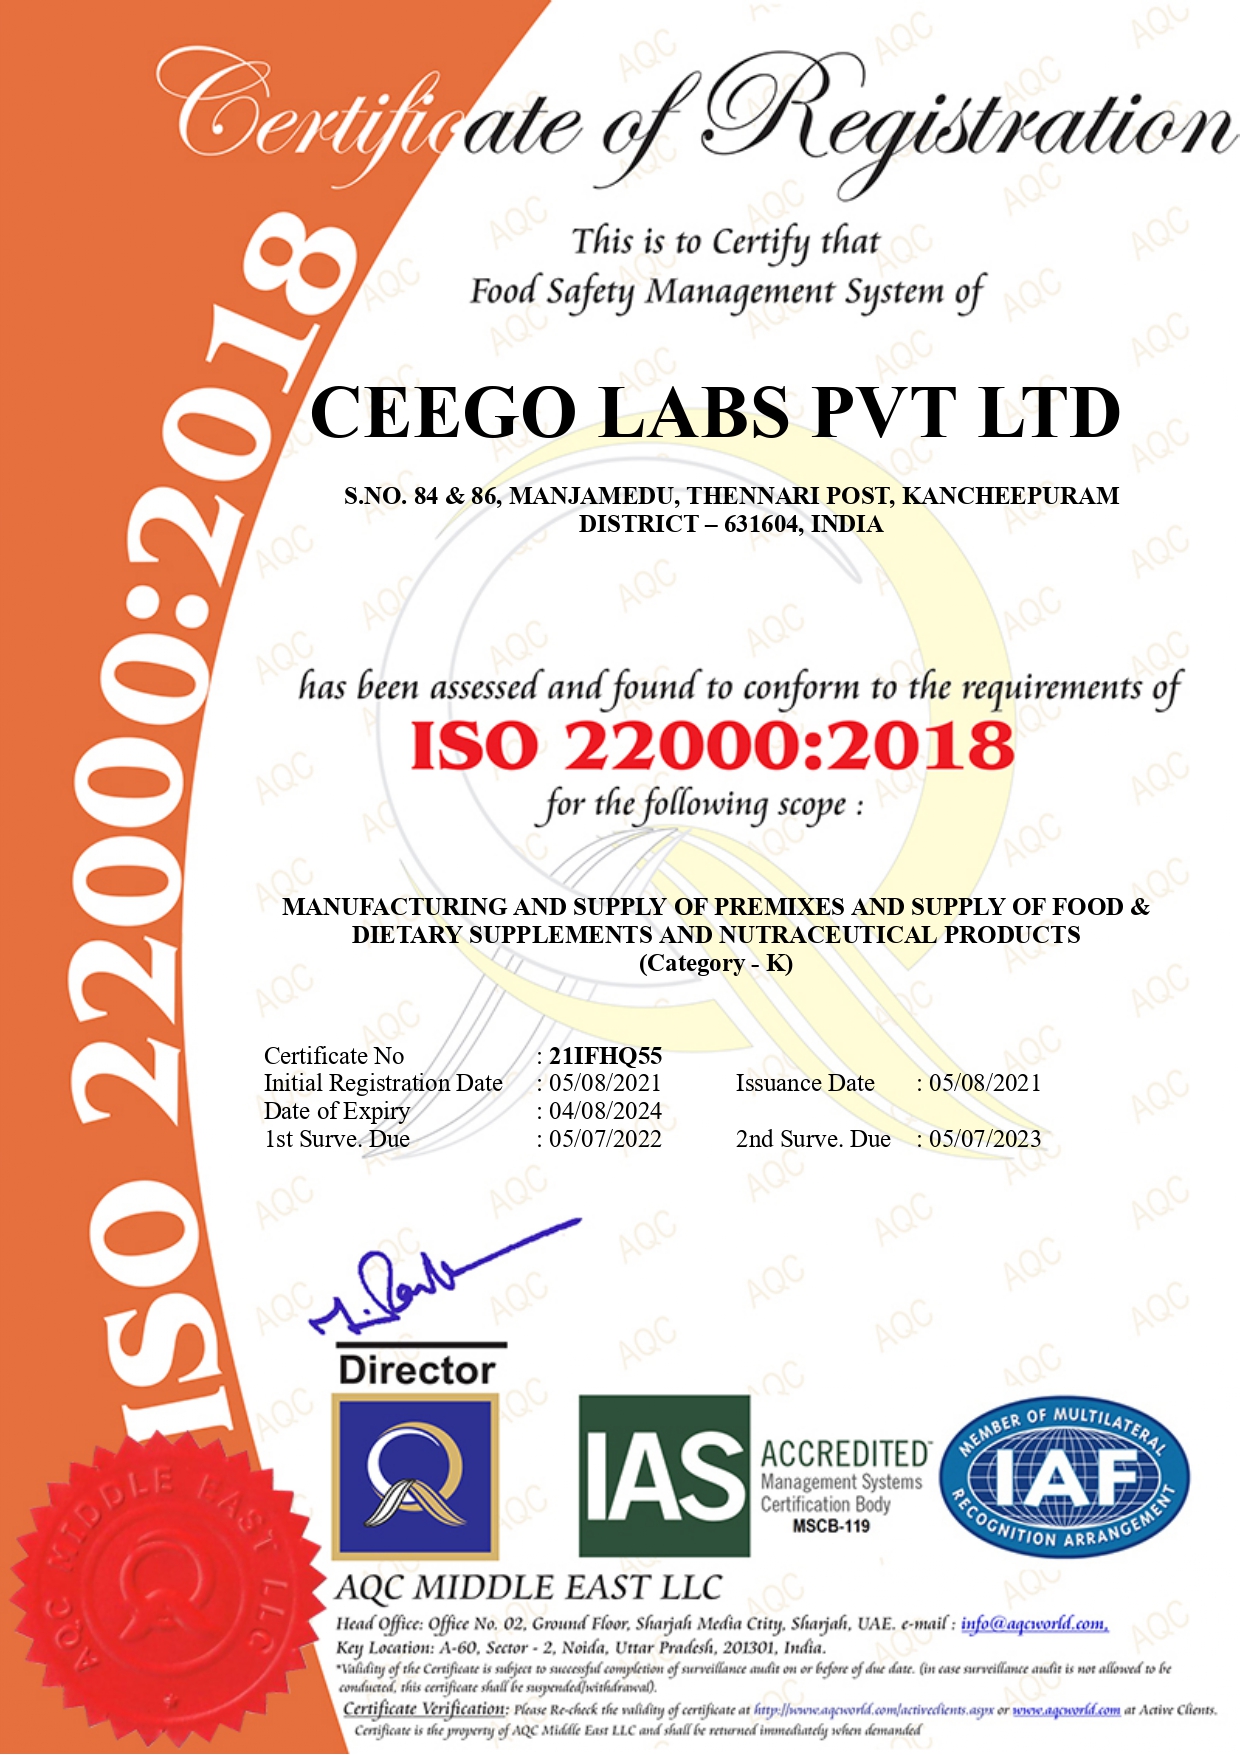 Certificate of Registration
This is to Certify that
Food Safety Management System of
CEEGO LABS PVT LTD
S.NO. 84 & 86, MANJAMEDU, THENNARI POST, KANCHEEPURAM
DISTRICT – 631604, INDIA
has been assessed and found to conform to the requirements of
ISO 22000:2018
for the following scope :
MANUFACTURING AND SUPPLY OF PREMIXES AND SUPPLY OF FOOD &
DIETARY SUPPLEMENTS AND NUTRACEUTICAL PRODUCTS
(Category - K)
Certificate No : 21IFHQ55
Initial Registration Date : 05/08/2021 Issuance Date : 05/08/2021
Date of Expiry : 04/08/2024
1st Surve. Due : 05/07/2022 2nd Surve. Due : 05/07/2023
ISO 22000:2018
Director
IAS
ACCREDITED
Management Systems
Certification Body
MSCB-119
MEMBER OF MULTILATERAL
IAF
RECOGNITION ARRANGEMENT
AQC MIDDLE EAST LLC
AQC MIDDLE EAST LLC
Head Office: Office No. 02, Ground Floor, Sharjah Media Ctity, Sharjah, UAE. e-mail : info@aqcworld.com,
Key Location: A-60, Sector - 2, Noida, Uttar Pradesh, 201301, India.
*Validity of the Certificate is subject to successful completion of surveillance audit on or before of due date. (in case surveillance audit is not allowed to be
conducted, this certificate shall be suspended/withdrawal).
Certificate Verification: Please Re-check the validity of certificate at http://www.aqcworld.com/activeclients.aspx or www.aqcworld.com at Active Clients.
Certificate is the property of AQC Middle East LLC and shall be returned immediately when demanded